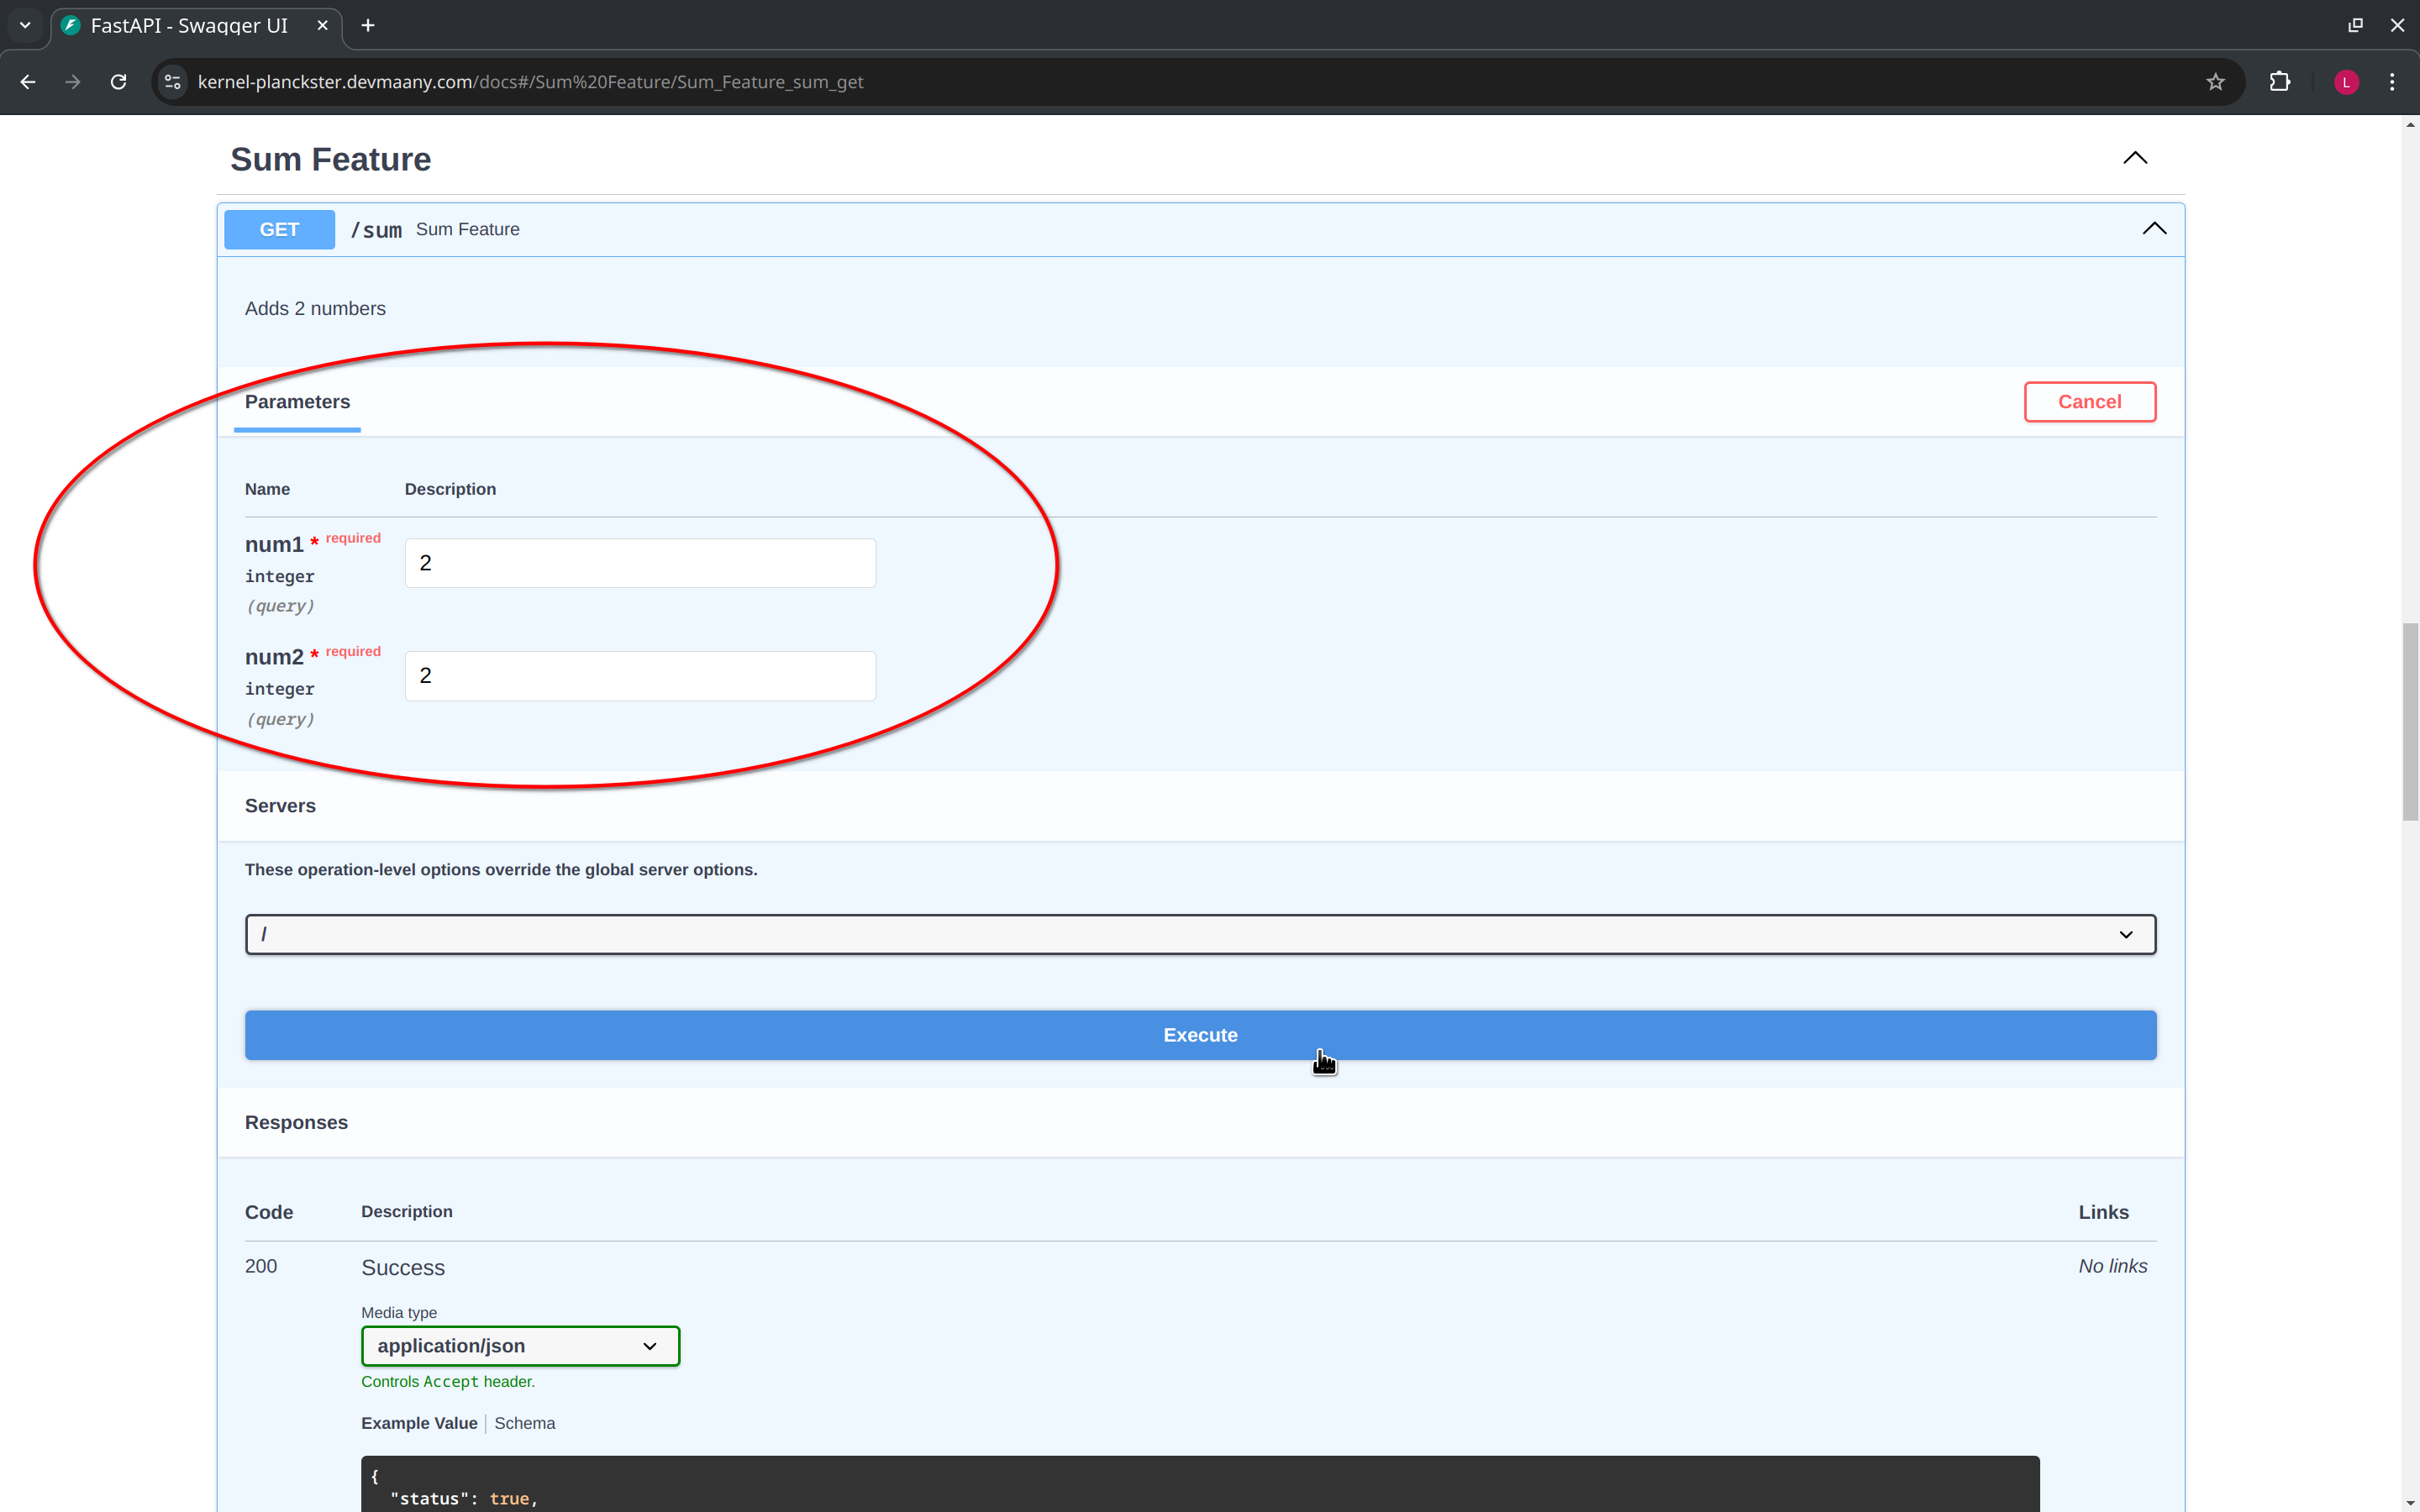 FastAPI - Swagger UI
kernel-planckster.devmaany.com/docs#/Sum%20Feature/Sum_Feature_sum_get
L
Sum Feature
GET /sum Sum Feature
Adds 2 numbers
Parameters
Cancel
Name Description
num1 * required
integer
(query)
2
num2 * required
integer
(query)
2
Servers
These operation-level options override the global server options.
/
Execute
Responses
Code Description Links
200 Success No links
Media type
application/json
Controls Accept header.
Example Value | Schema
{
"status": true,